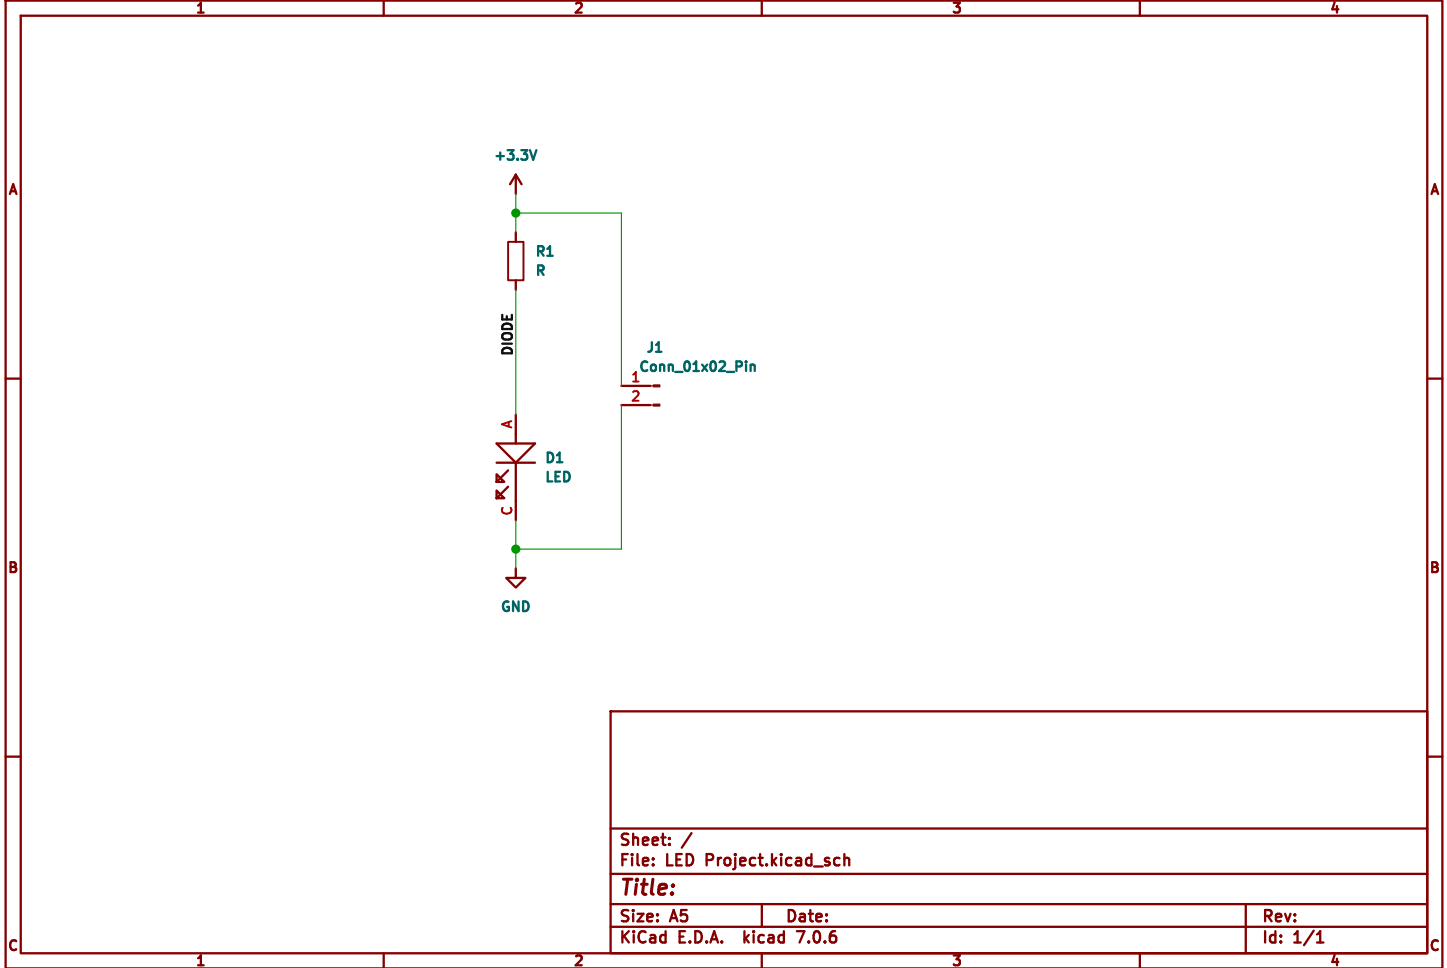 1 2 3 4
+3.3V
A A
R1
R
DIODE
J1
Conn_01x02_Pin
1
2
A
D1
LED
C
B B
GND
Sheet: /
File: LED Project.kicad_sch
Title:
Size: A5 Date: Rev:
KiCad E.D.A. kicad 7.0.6 Id: 1/1
C C
1 2 3 4